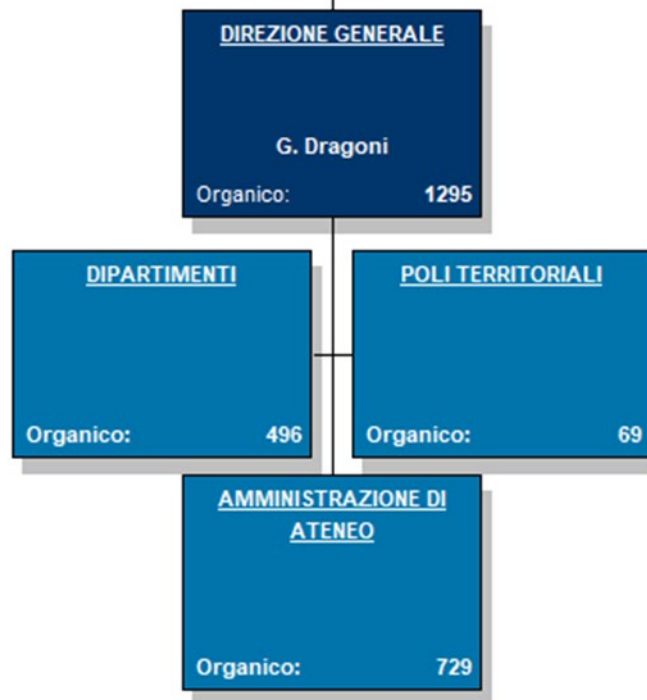 DIREZIONE GENERALE
G. Dragoni
Organico: 1295
DIPARTIMENTI
Organico: 496
POLI TERRITORIALI
Organico: 69
AMMINISTRAZIONE DI
ATENEO
Organico: 729